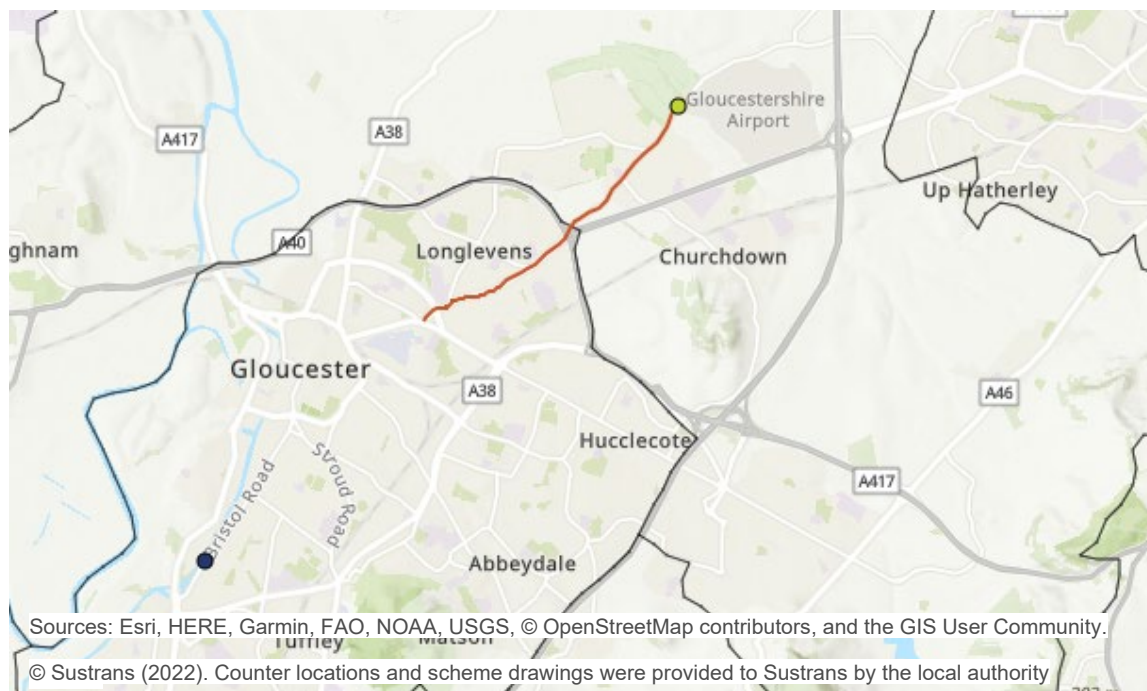 Gloucestershire
Airport
A417
A38
Up Hatherley
A40
ghnam
Longlevens
Churchdown
Gloucester
A38
A46
Hucclecote
Stroud Road
A417
Bristol Road
Abbeydale
Sources: Esri, HERE, Garmin, FAO, NOAA, USGS, © OpenStreetMap contributors, and the GIS User Community.
Tuffley
Matson
© Sustrans (2022). Counter locations and scheme drawings were provided to Sustrans by the local authority